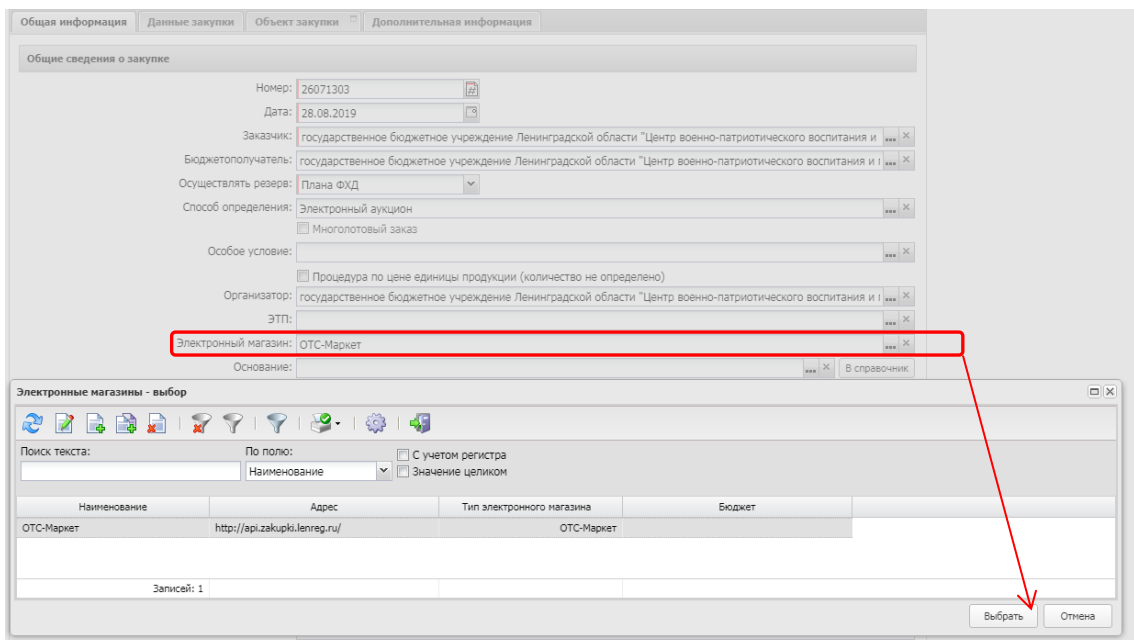 Общая информация Данные закупки Объект закупки Дополнительная информация
Общие сведения о закупке
Номер: 26071303
Дата: 28.08.2019
Заказчик: государственное бюджетное учреждение Ленинградской области "Центр военно-патриотического воспитания и ...
Бюджетополучатель: государственное бюджетное учреждение Ленинградской области "Центр военно-патриотического воспитания и ...
Осуществлять резерв: Плана ФХД
Способ определения: Электронный аукцион ...
Многолотовый заказ
Особое условие: ...
Процедура по цене единицы продукции (количество не определено)
Организатор: государственное бюджетное учреждение Ленинградской области "Центр военно-патриотического воспитания и ...
ЭТП: ...
Электронный магазин: ОТС-Маркет ...
Основание: ... В справочник
Электронные магазины - выбор
Поиск текста: По полю: С учетом регистра
Наименование Значение целиком
Наименование Адрес Тип электронного магазина Бюджет
ОТС-Маркет http://api.zakupki.lenreg.ru/ ОТС-Маркет
Записей: 1
Выбрать Отмена